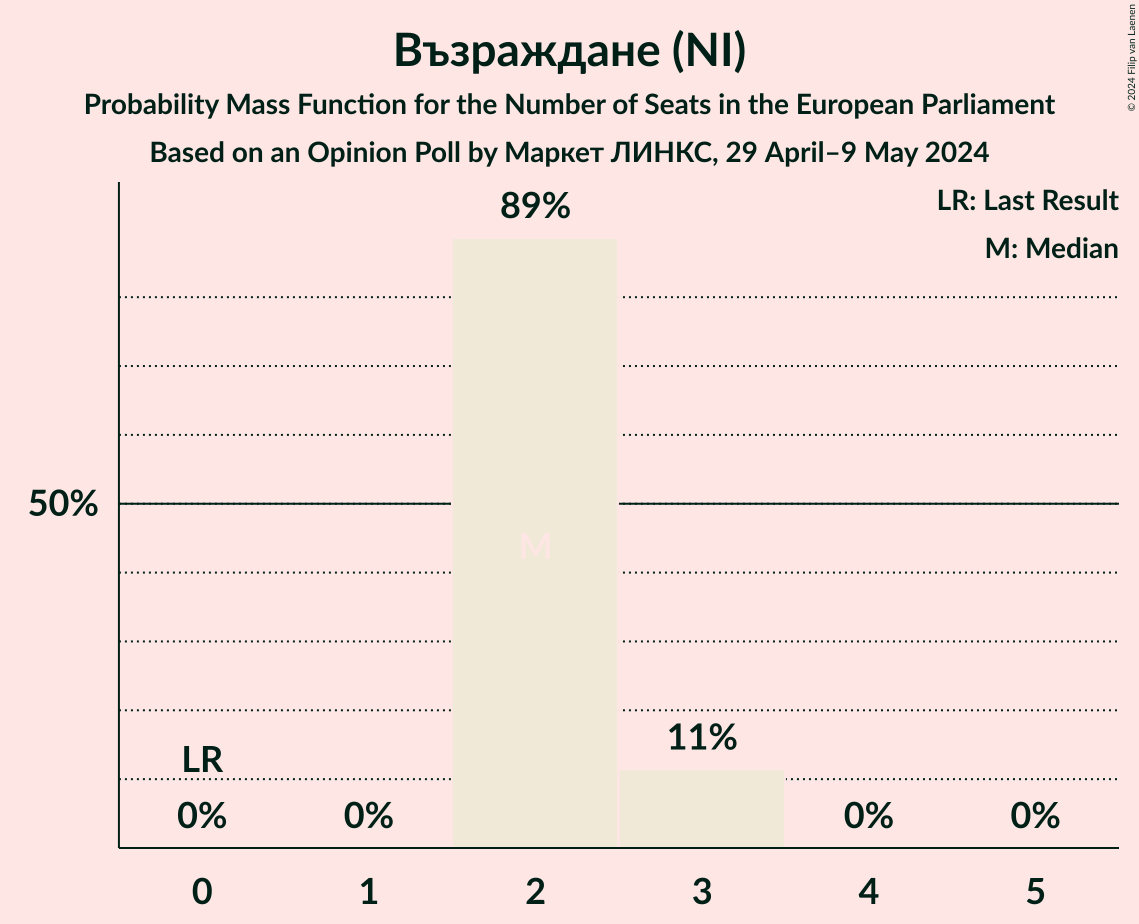 Възраждане (NI)
Probability Mass Function for the Number of Seats in the European Parliament
Based on an Opinion Poll by Маркет ЛИНКС, 29 April–9 May 2024
© 2024 Filip van Laenen
LR: Last Result
M: Median
89%
50%
M
11%
LR
0%
0%
0%
0%
0
1
2
3
4
5